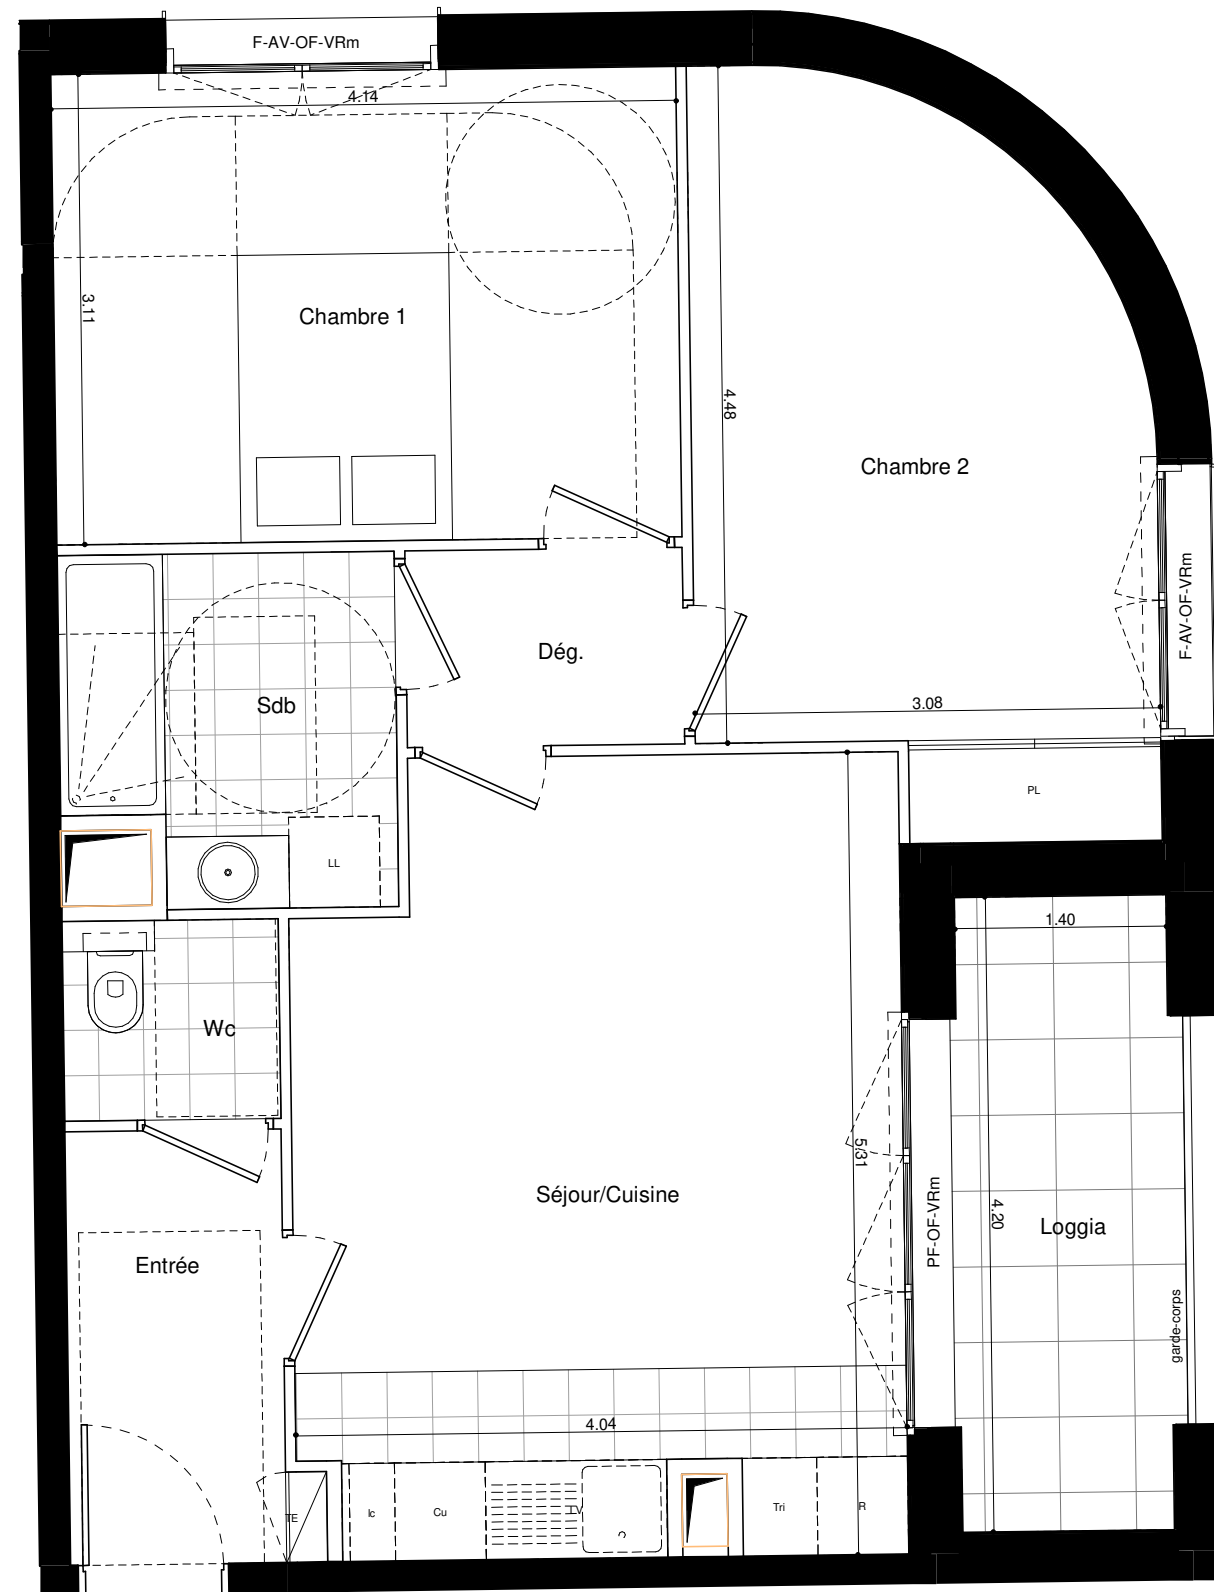 F-AV-OF-VRm
4.14
3.11
Chambre 1
4.48
Chambre 2
F-AV-OF-VRm
Dég.
Sdb
3.08
PL
LL
1.40
Wc
5.31
Séjour/Cuisine
PF-OF-VRm
4.20
Loggia
Entrée
garde-corps
4.04
TE
Ic
Cu
LV
Tri
R